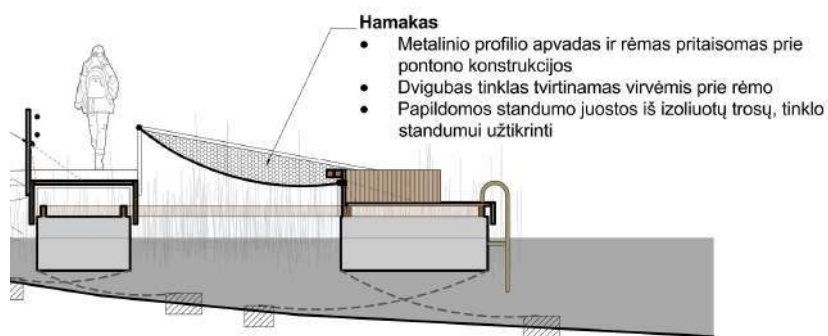 Hamakas
● Metalinio profilio apvadas ir rėmas pritaisomas prie
pontono konstrukcijos
● Dvigubas tinklas tvirtinamas virvėmis prie rėmo
● Papildomos standumo juostos iš izoliuotų trosų, tinklo
standumui užtikrinti